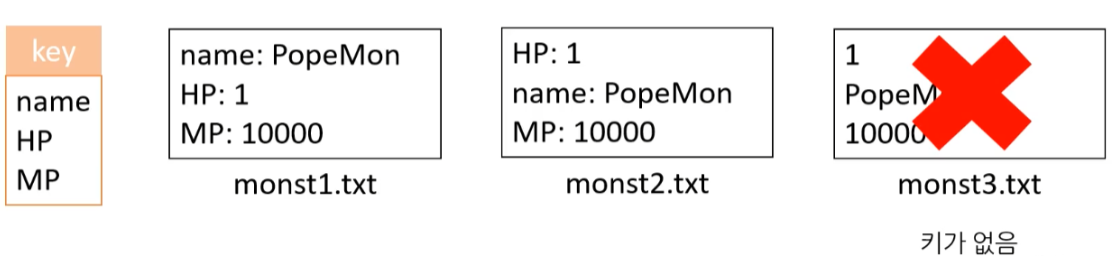 key
name
HP
MP
name: PopeMon
HP: 1
MP: 10000
monst1.txt
HP: 1
name: PopeMon
MP: 10000
monst2.txt
1
PopeM
10000
monst3.txt
키가 없음